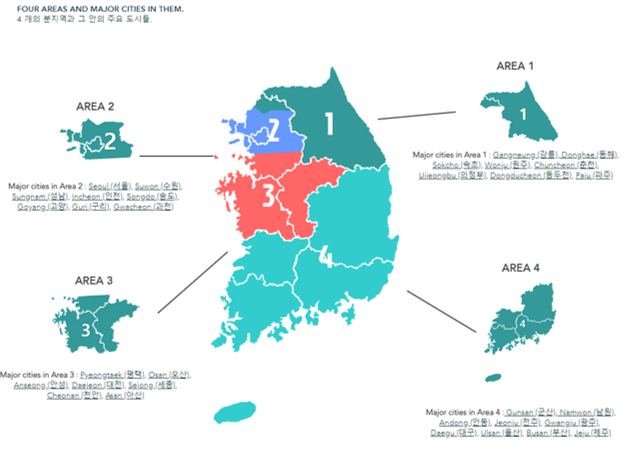 FOUR AREAS AND MAJOR CITIES IN THEM.
4 개의 분지역과 그 안의 주요 도시들.
AREA 1
1
Major cities in Area 1 : Gangneung (강릉), Donghae (동해),
Sokcho (속초), Wonju (원주), Chuncheon (춘천),
Uijeongbu (의정부), Dongducheon (동두천), Paju (파주)
AREA 2
2
Major cities in Area 2 : Seoul (서울), Suwon (수원),
Sungnam (성남), Incheon (인천), Songdo (송도),
Goyang (고양), Guri (구리), Gwacheon (과천)
1
2
3
4
AREA 3
3
Major cities in Area 3 : Pyeongtaek (평택), Osan (오산),
Anseong (안성), Daejeon (대전), Sejong (세종),
Cheonan (천안), Asan (아산)
AREA 4
4
Major cities in Area 4 : Gunsan (군산), Namwon (남원),
Andong (안동), Jeonju (전주), Gwangju (광주),
Daegu (대구), Ulsan (울산), Busan (부산), Jeju (제주)